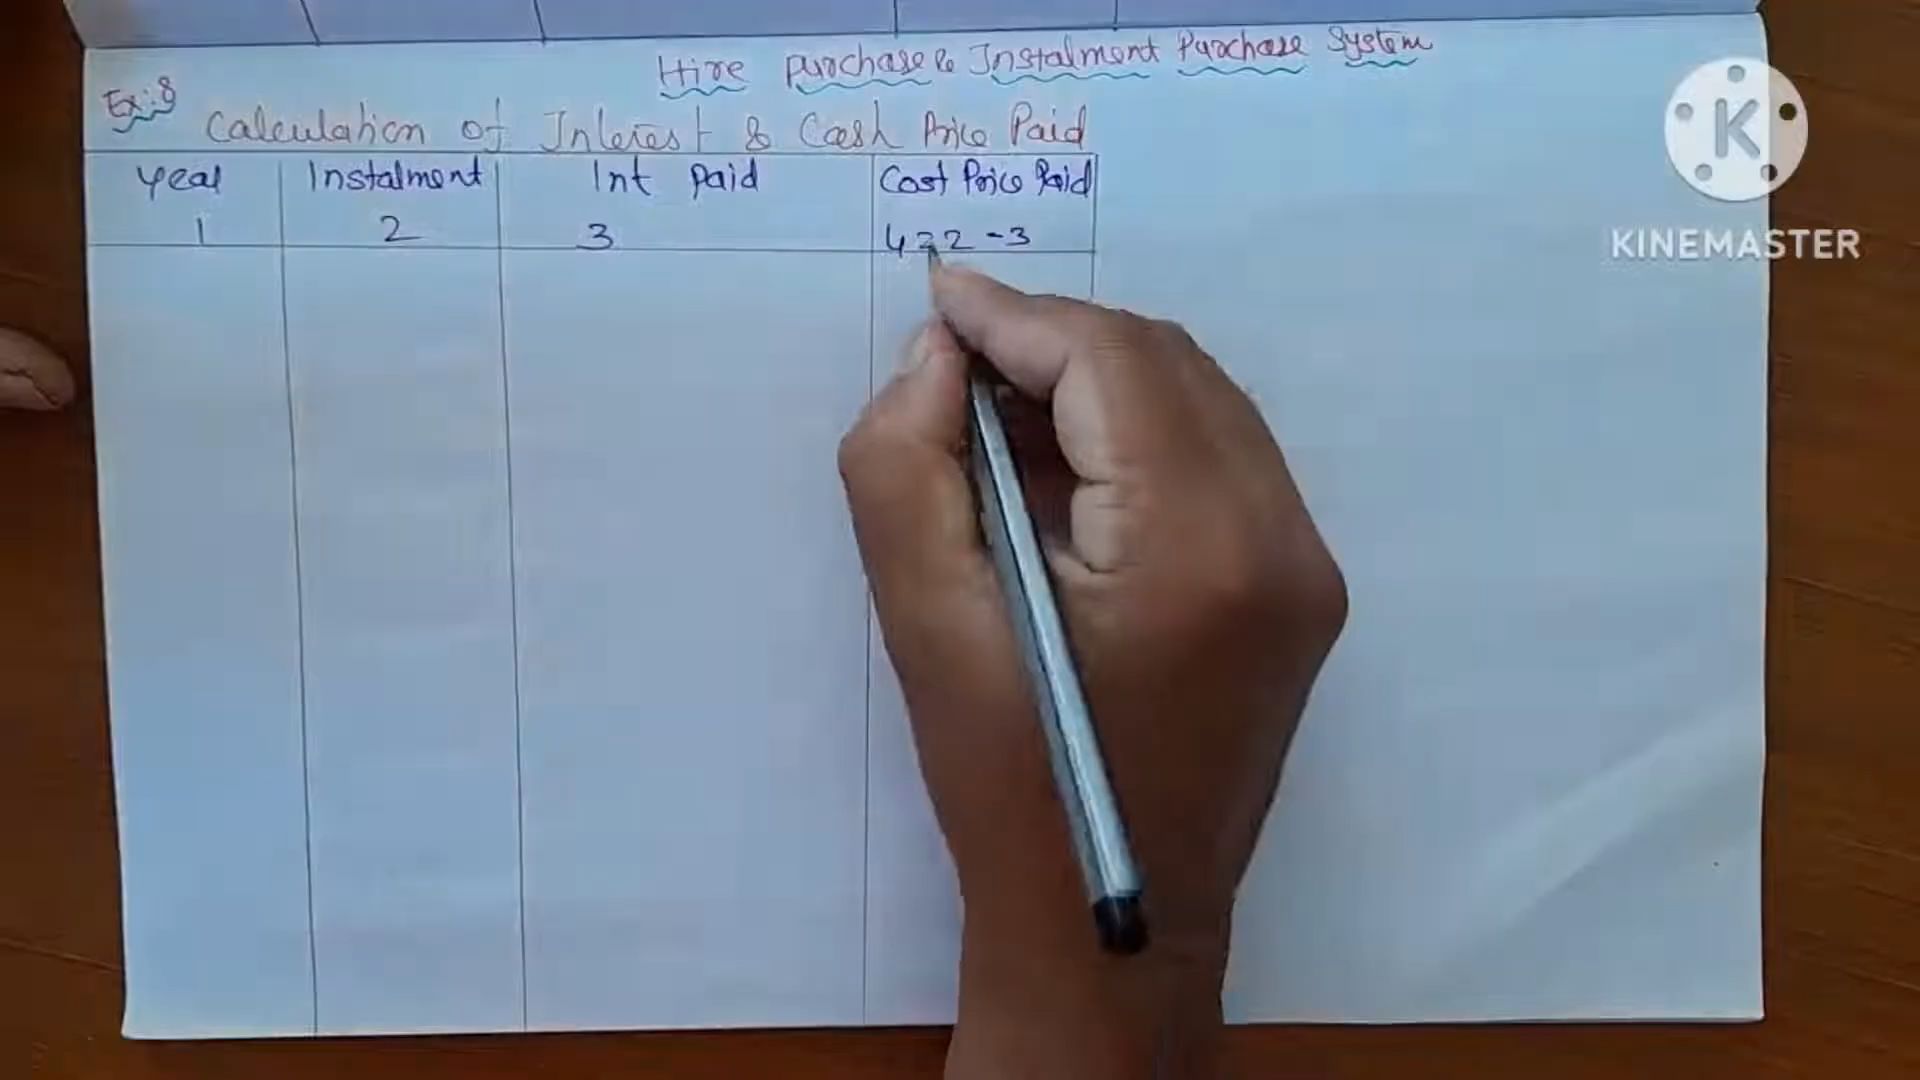 Hire Purchase & Instalment Purchase System
Ex:8
Calculation of Interest & Cash Price Paid
Year Instalment Int Paid Cost Price Paid
1 2 3 4=2-3
K
KINEMASTER